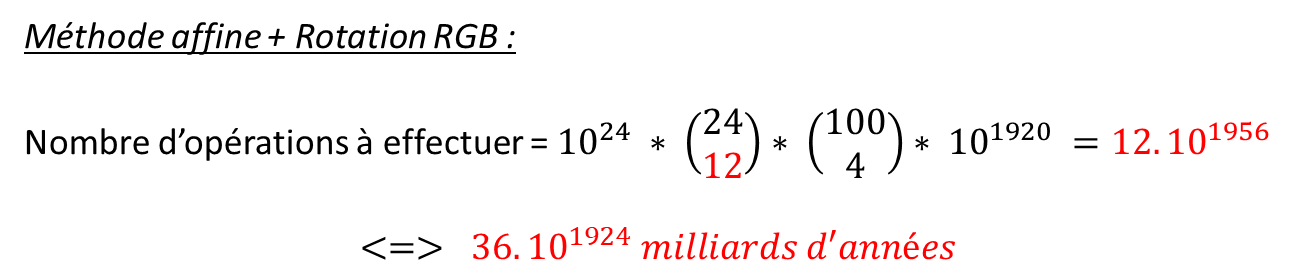 Méthode affine + Rotation RGB :
Nombre d’opérations à effectuer = 10^24 * (24 12) * (100 4) * 10^1920 = 12.10^1956
<=> 36.10^1924 milliards d′années